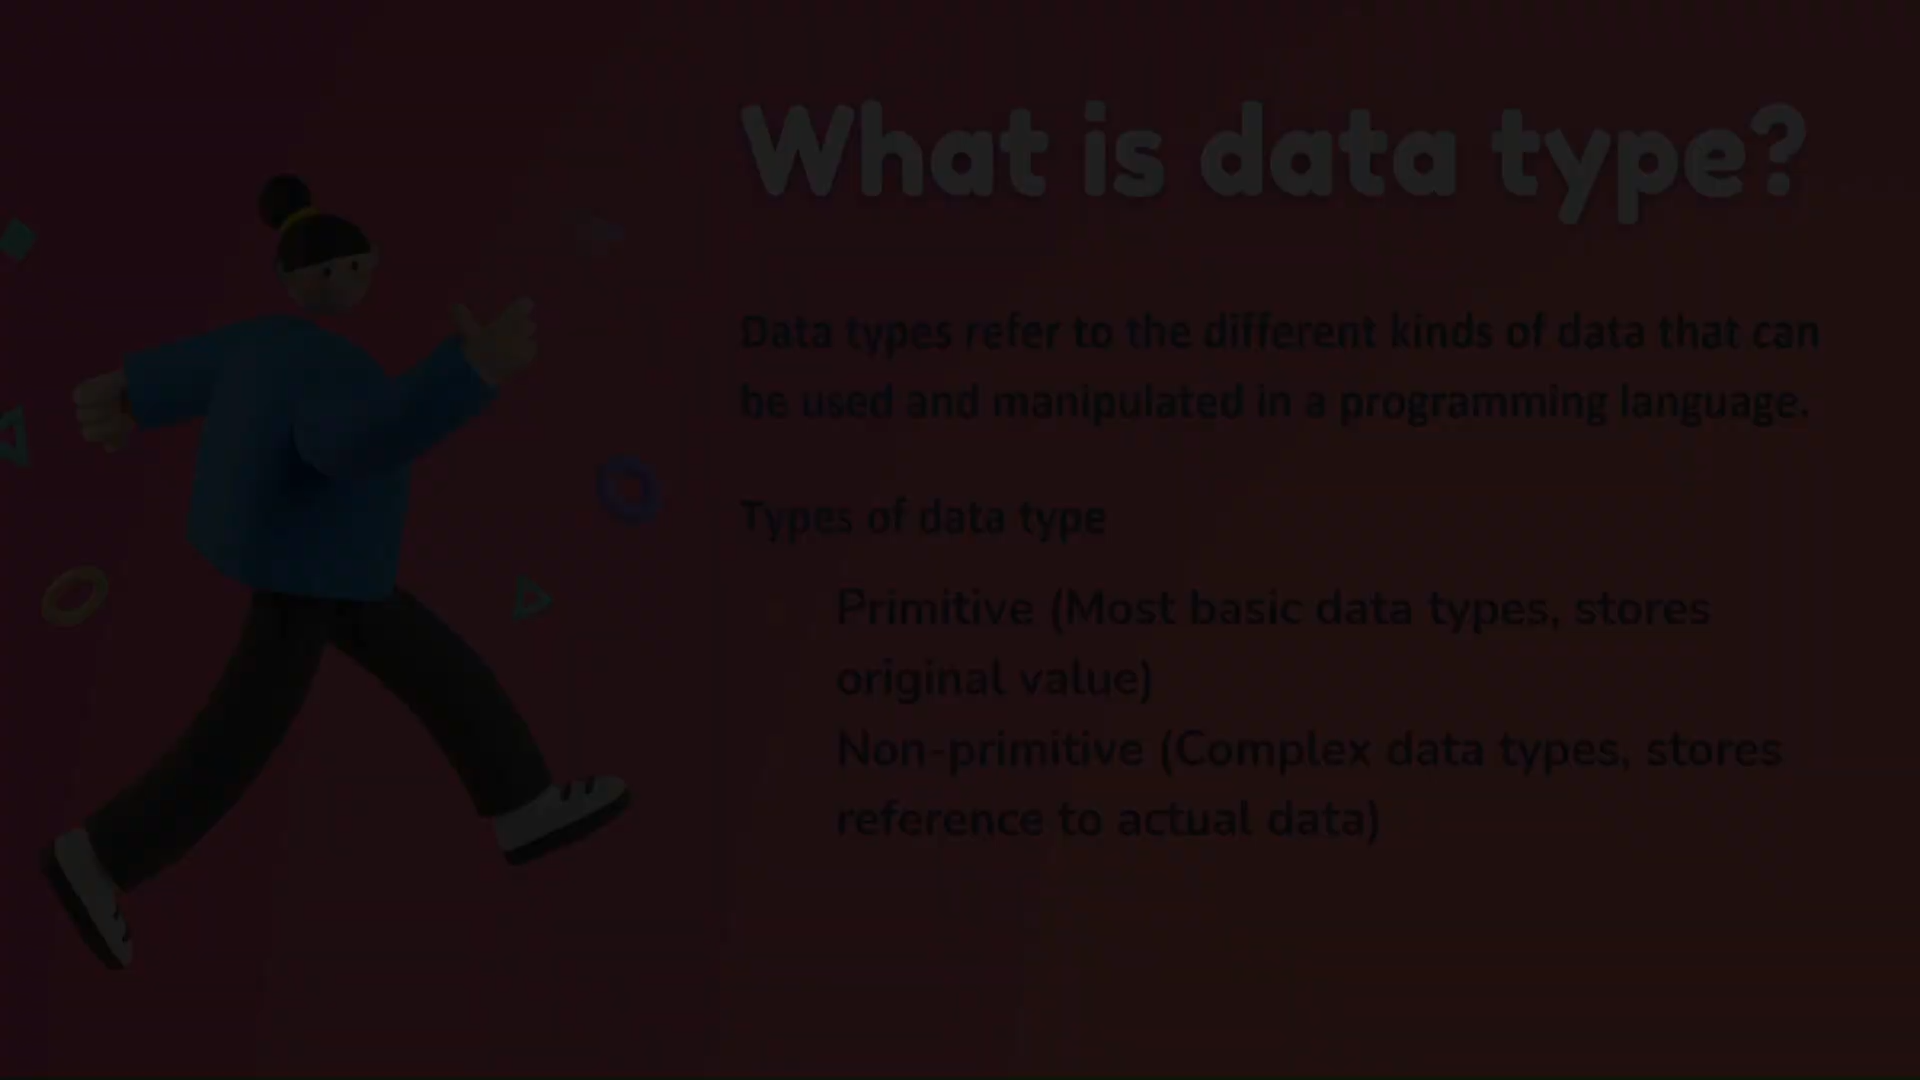 What is data type?
Data types refer to the different kinds of data that can
be used and manipulated in a programming language.
Types of data type
Primitive (Most basic data types, stores
original value)
Non-primitive (Complex data types, stores
reference to actual data)